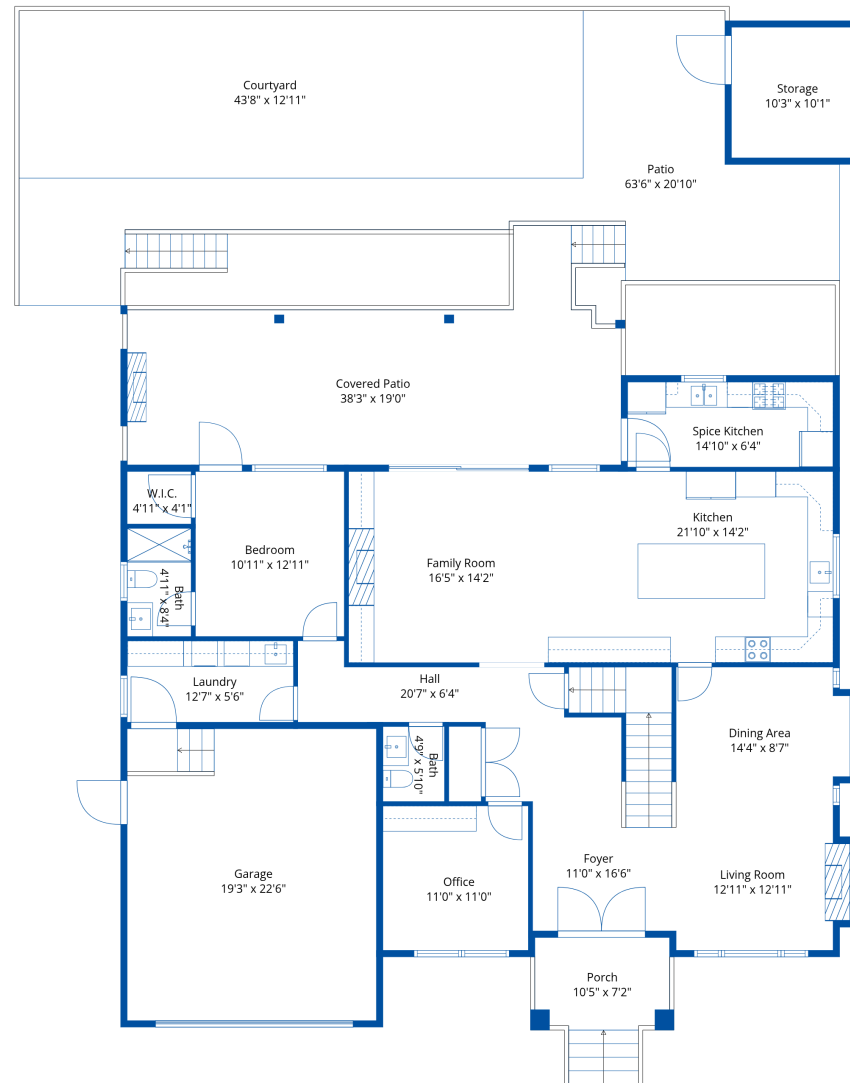 Courtyard
43'8" x 12'11"
Storage
10'3" x 10'1"
Patio
63'6" x 20'10"
Covered Patio
38'3" x 19'0"
Spice Kitchen
14'10" x 6'4"
W.I.C.
4'11" x 4'1"
Kitchen
21'10" x 14'2"
Bedroom
10'11" x 12'11"
Family Room
16'5" x 14'2"
Bath
4'11" x 8'4"
Laundry
12'7" x 5'6"
Hall
20'7" x 6'4"
Dining Area
14'4" x 8'7"
Bath
4'9" x 5'10"
Foyer
11'0" x 16'6"
Garage
19'3" x 22'6"
Office
11'0" x 11'0"
Living Room
12'11" x 12'11"
Porch
10'5" x 7'2"